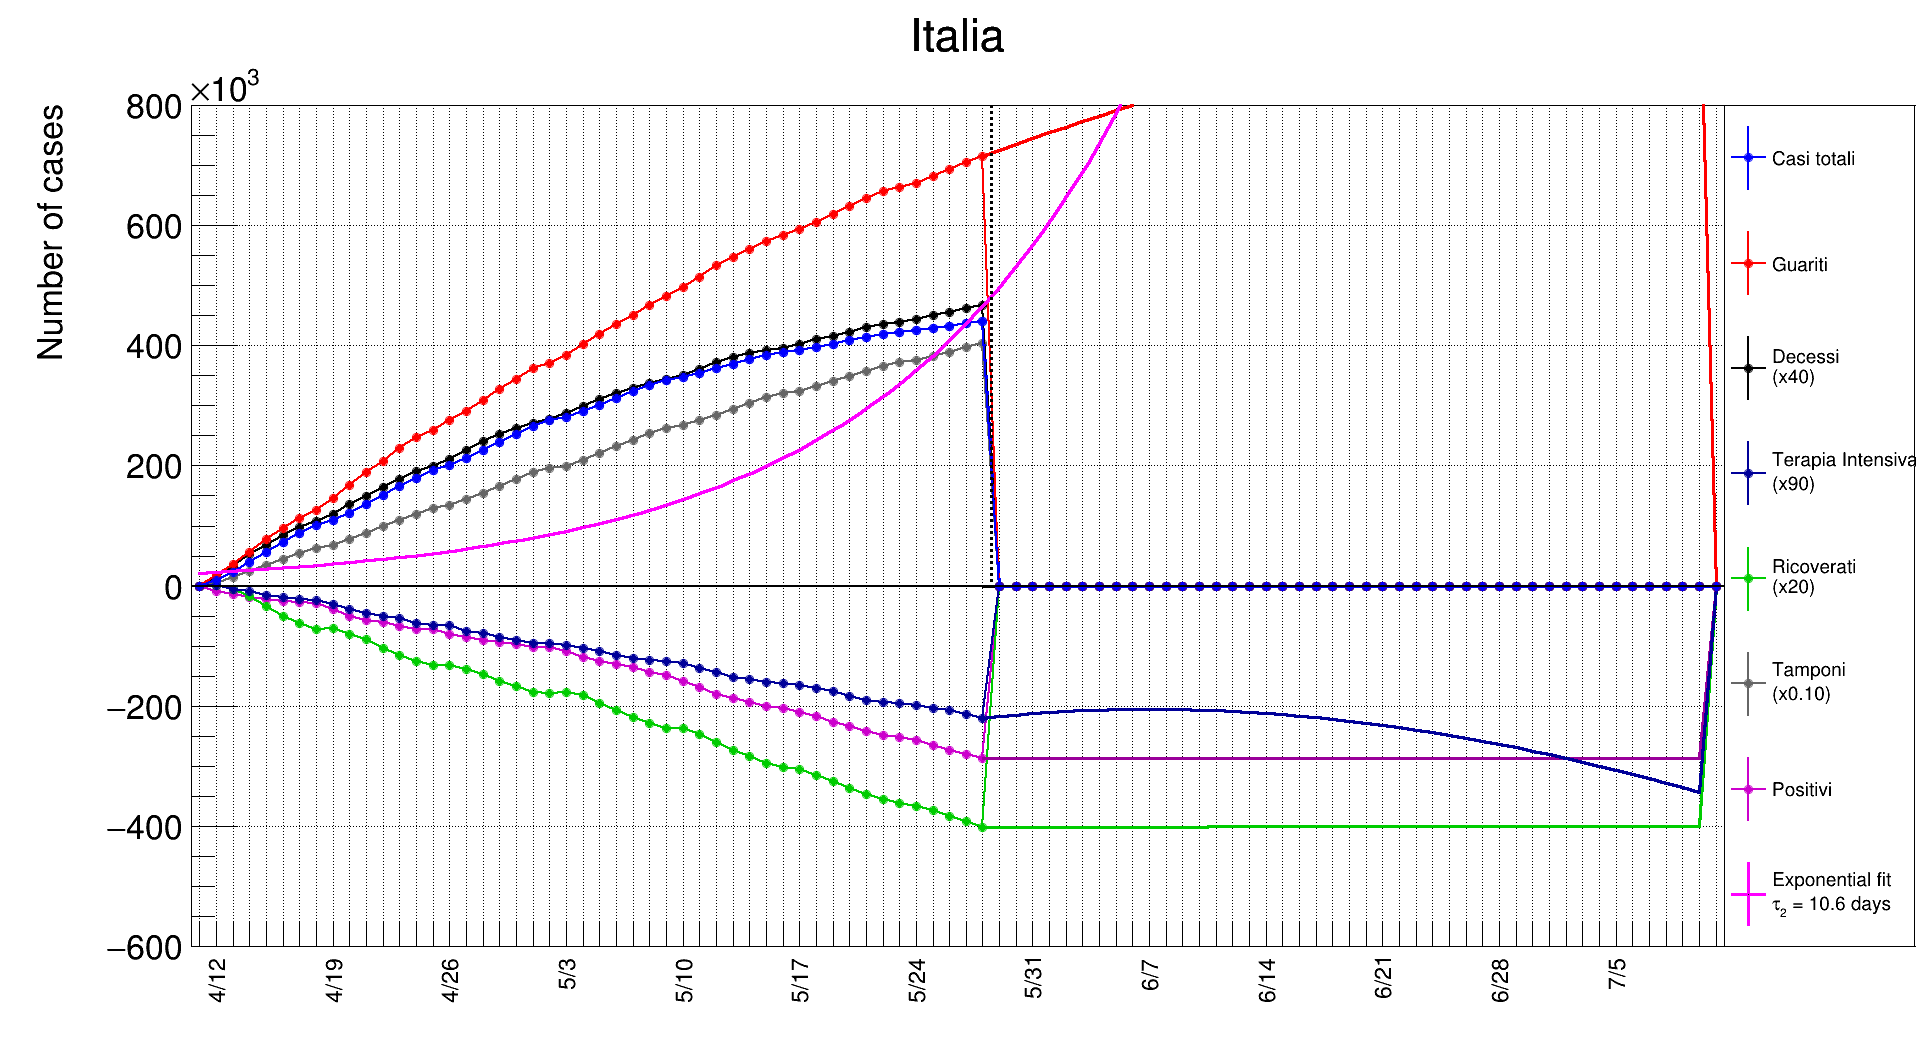 Italia
×10³
Number of cases
800
600
400
200
0
−200
−400
−600
4/12
4/19
4/26
5/3
5/10
5/17
5/24
5/31
6/7
6/14
6/21
6/28
7/5
Casi totali
Guariti
Decessi
(x40)
Terapia Intensiva
(x90)
Ricoverati
(x20)
Tamponi
(x0.10)
Positivi
Exponential fit
τ₂ = 10.6 days